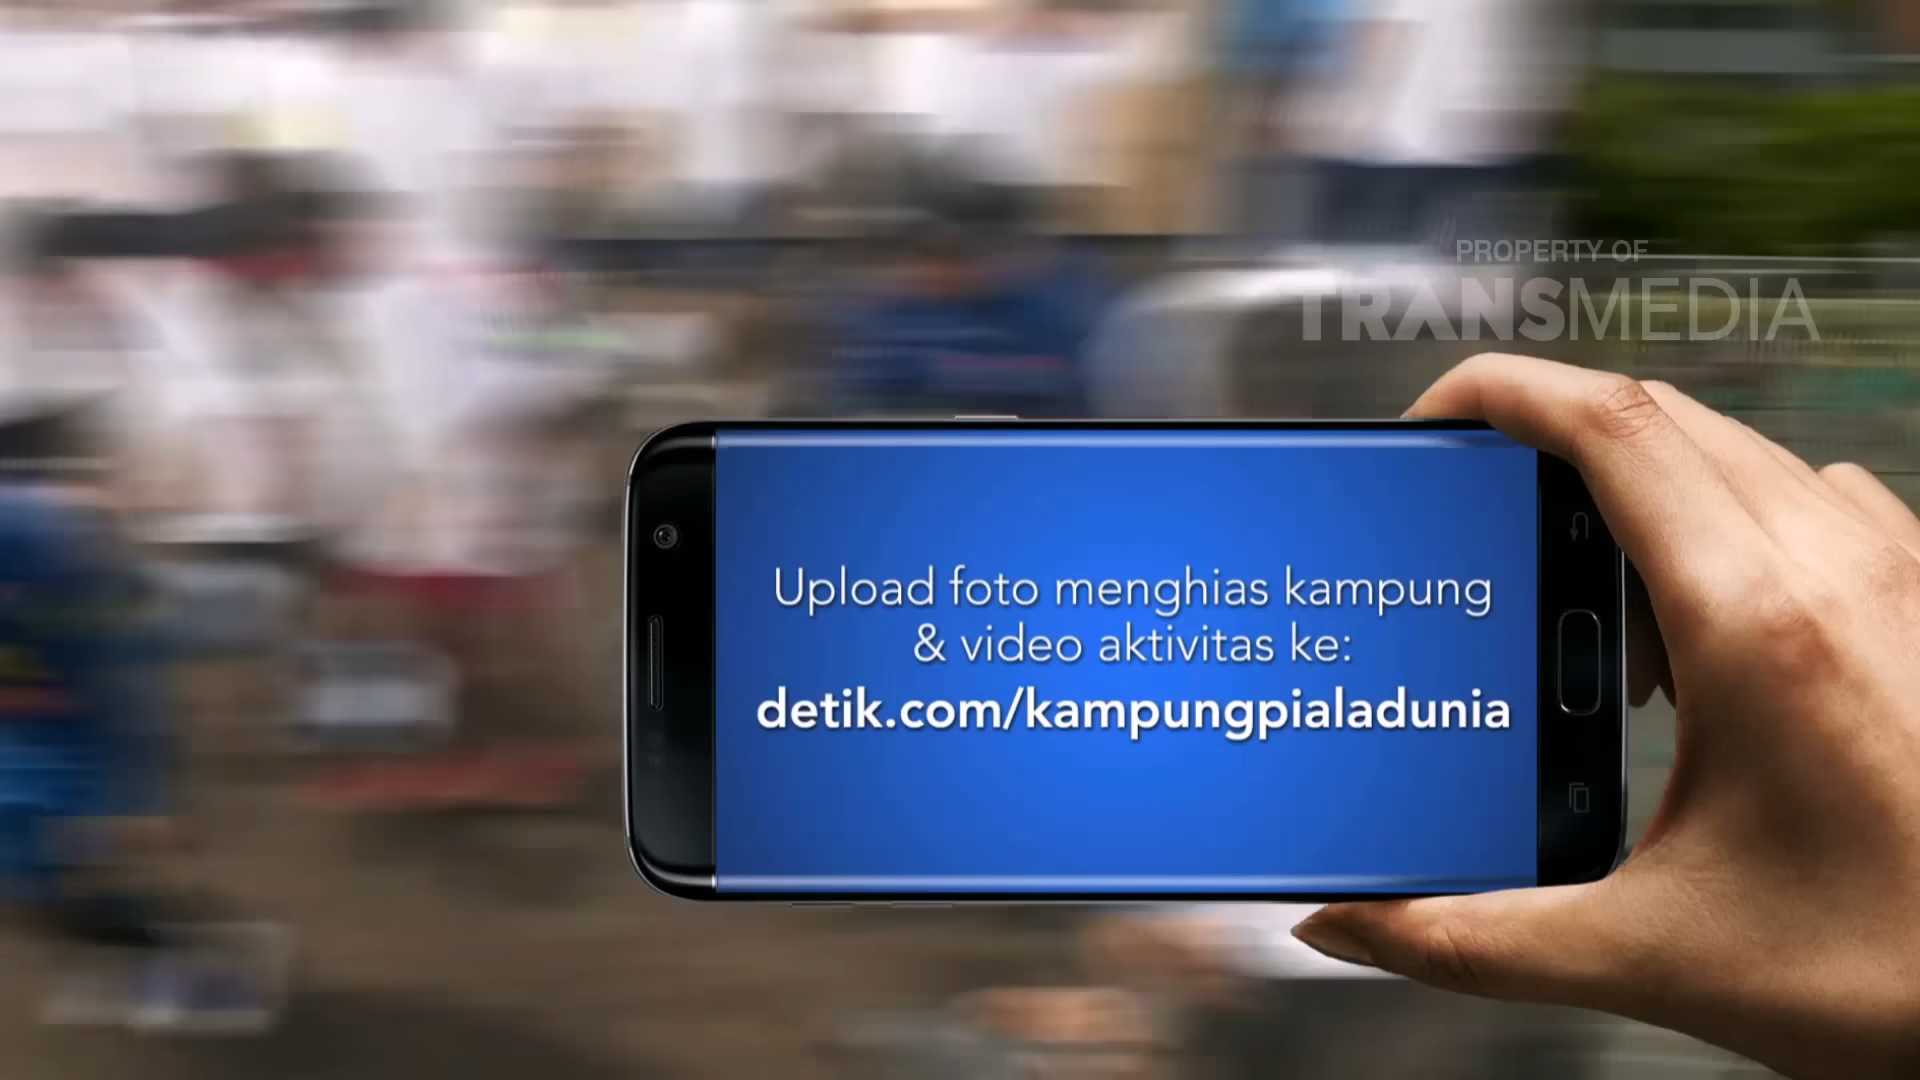 PROPERTY OF
TRANSMEDIA
Upload foto menghias kampung
& video aktivitas ke:
detik.com/kampungpialadunia